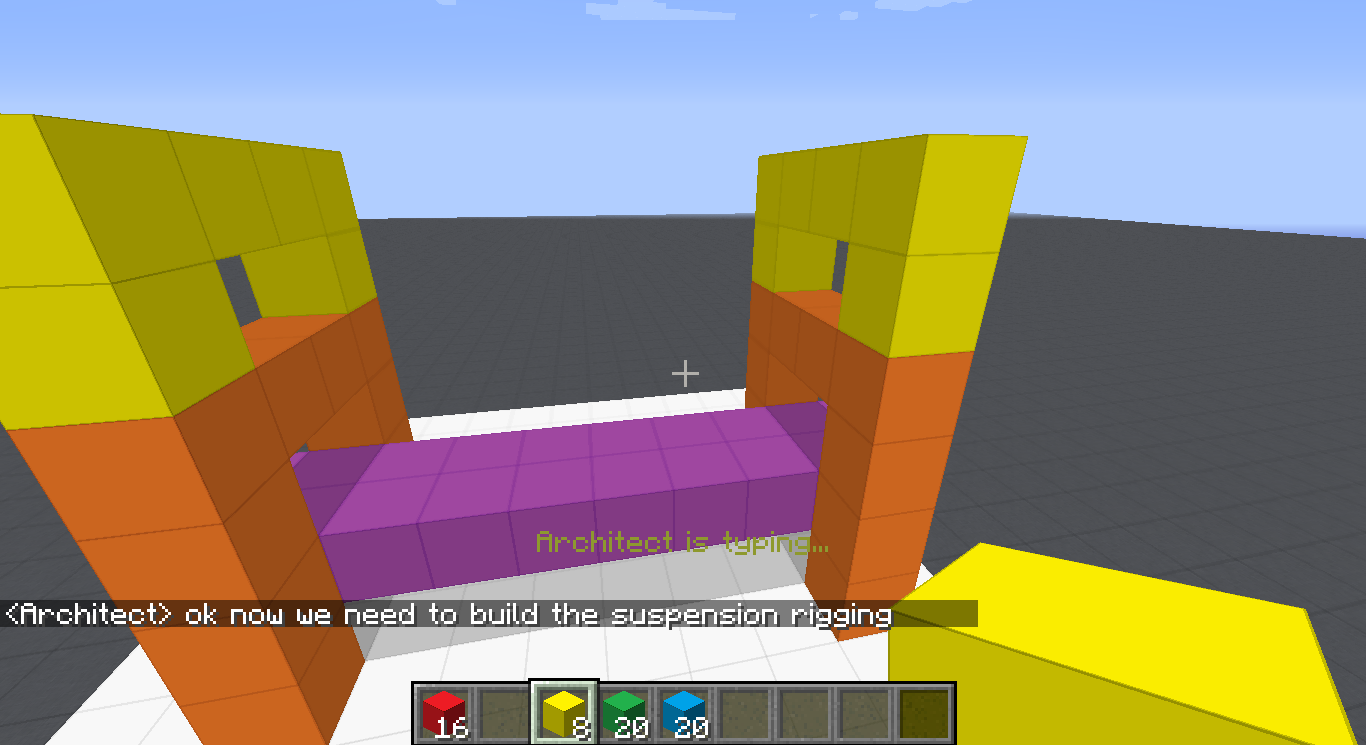 Architect is typing...
<Architect> ok now we need to build the suspension rigging
16 8 20 20